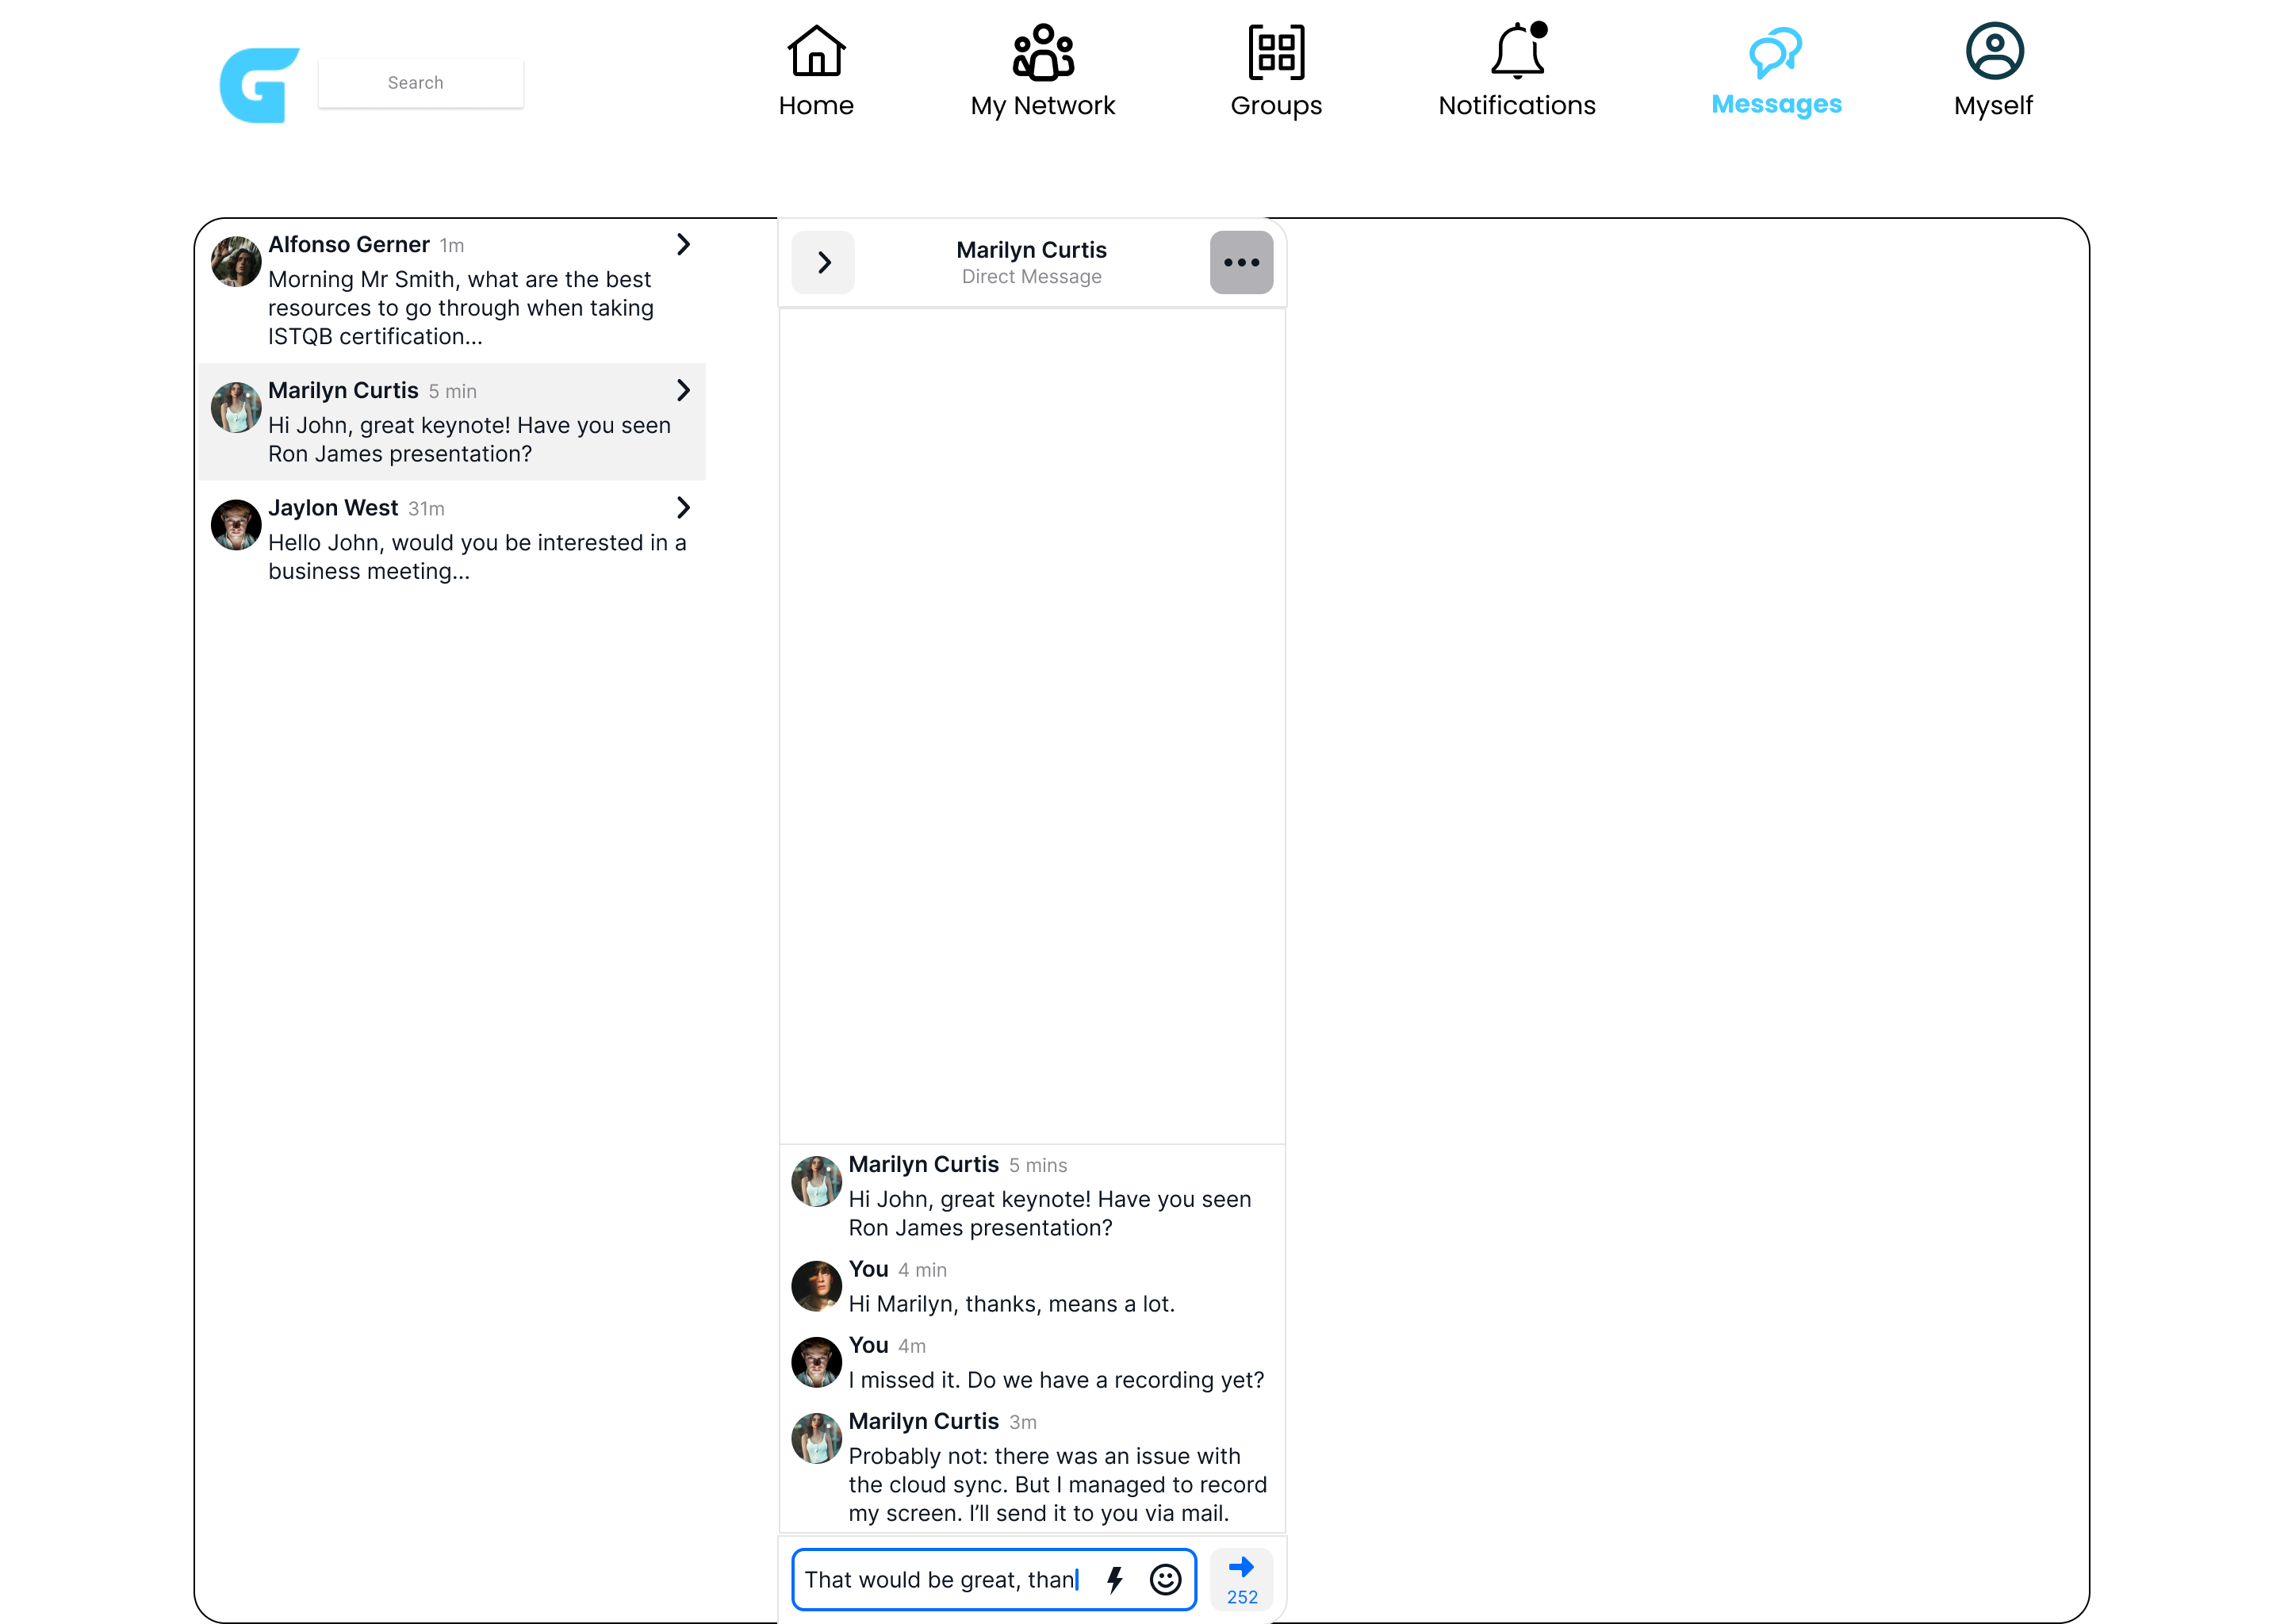 G
Search
Home
My Network
Groups
Notifications
Messages
Myself
Alfonso Gerner 1m
Morning Mr Smith, what are the best
resources to go through when taking
ISTQB certification...
Marilyn Curtis 5 min
Hi John, great keynote! Have you seen
Ron James presentation?
Jaylon West 31m
Hello John, would you be interested in a
business meeting...
Marilyn Curtis
Direct Message
Marilyn Curtis 5 mins
Hi John, great keynote! Have you seen
Ron James presentation?
You 4 min
Hi Marilyn, thanks, means a lot.
You 4m
I missed it. Do we have a recording yet?
Marilyn Curtis 3m
Probably not: there was an issue with
the cloud sync. But I managed to record
my screen. I’ll send it to you via mail.
That would be great, than
252